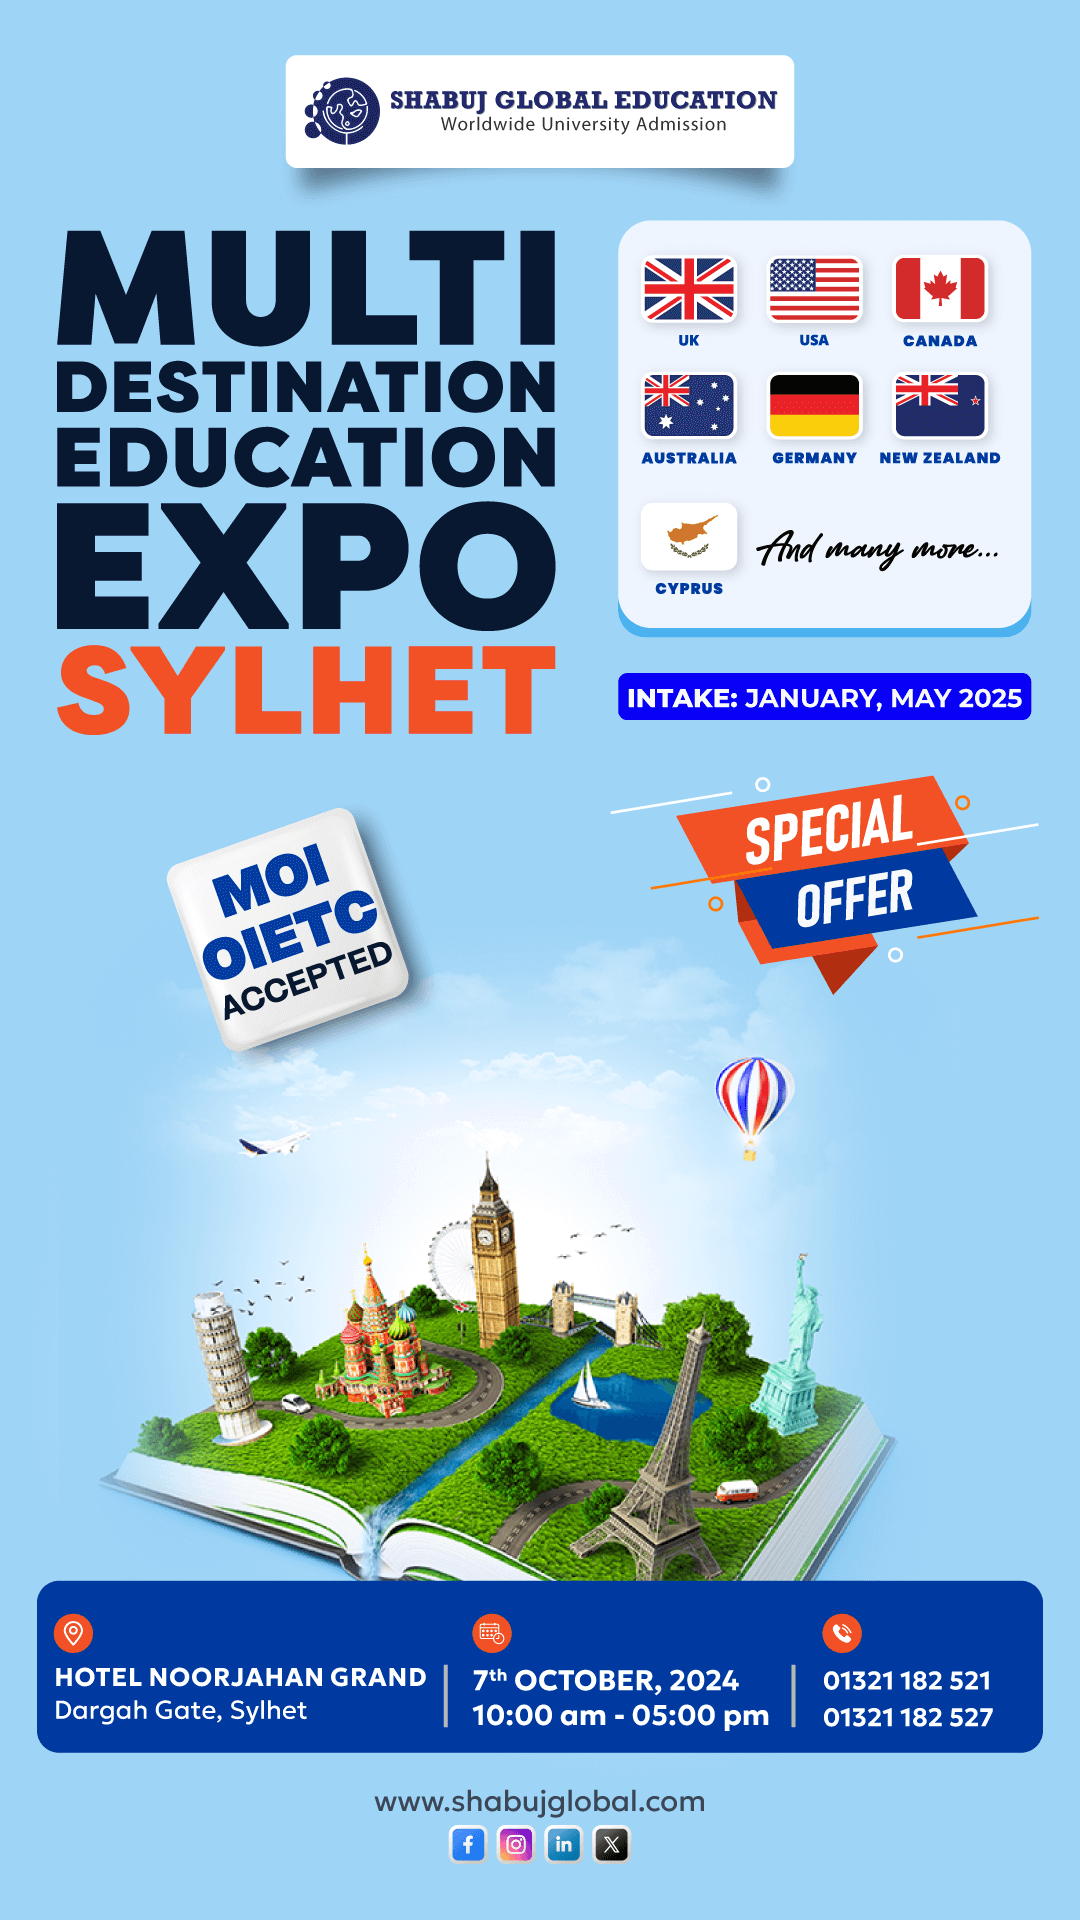 SHABUJ GLOBAL EDUCATION
Worldwide University Admission
MULTI
DESTINATION
EDUCATION
EXPO
SYLHET
UK
USA
CANADA
AUSTRALIA
GERMANY
NEW ZEALAND
CYPRUS
And many more...
INTAKE: JANUARY, MAY 2025
MOI
OIETC
ACCEPTED
SPECIAL
OFFER
HOTEL NOORJAHAN GRAND
Dargah Gate, Sylhet
7th OCTOBER, 2024
10:00 am - 05:00 pm
01321 182 521
01321 182 527
www.shabujglobal.com